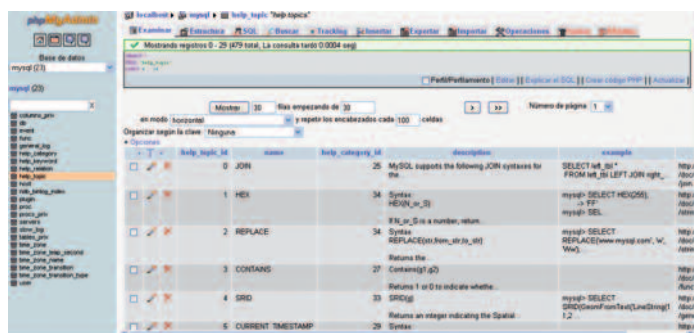 phpMyAdmin
localhost ▸ mysql ▸ help_topic "help topics"
Examinar Estructura SQL Buscar Tracking Insertar Exportar Importar Operaciones
Base de datos
mysql (23)
mysql (23)
X
columns_priv
db
event
func
general_log
help_category
help_keyword
help_relation
help_topic
host
ndb_binlog_index
plugin
proc
procs_priv
servers
slow_log
tables_priv
time_zone
time_zone_leap_second
time_zone_name
time_zone_transition
time_zone_transition_type
user
Mostrando registros 0 - 29 (479 total, La consulta tardó 0.0004 seg)
[ Editar ] [ Explicar el SQL ] [ Crear código PHP ] [ Actualizar ]
Mostrar 30 filas empezando de 30 > >> Número de página 1
en modo horizontal y repetir los encabezados cada 100 celdas
Organizar según la clave: Ninguna
Opciones
help_topic_id name help_category_id description example
0 JOIN 25 MySQL supports the following JOIN syntaxes for
the... SELECT left_tbl.*
FROM left_tbl LEFT JOIN right_...
1 HEX 34 Syntax:
HEX(N_or_S)
If N_or_S is a number, return... mysql> SELECT HEX(255);
-> 'FF'
mysql> SEL...
2 REPLACE 34 Syntax:
REPLACE(str,from_str,to_str)
Returns the... mysql> SELECT
REPLACE('www.mysql.com', 'w',
'Ww');...
3 CONTAINS 27 Contains(g1,g2)
Returns 1 or 0 to indicate whethe...
4 SRID 33 SRID(g)
Returns an integer indicating the Spatial... mysql> SELECT
SRID(GeomFromText('LineString(1
1,2...
5 CURRENT_TIMESTAMP 29 Syntax: